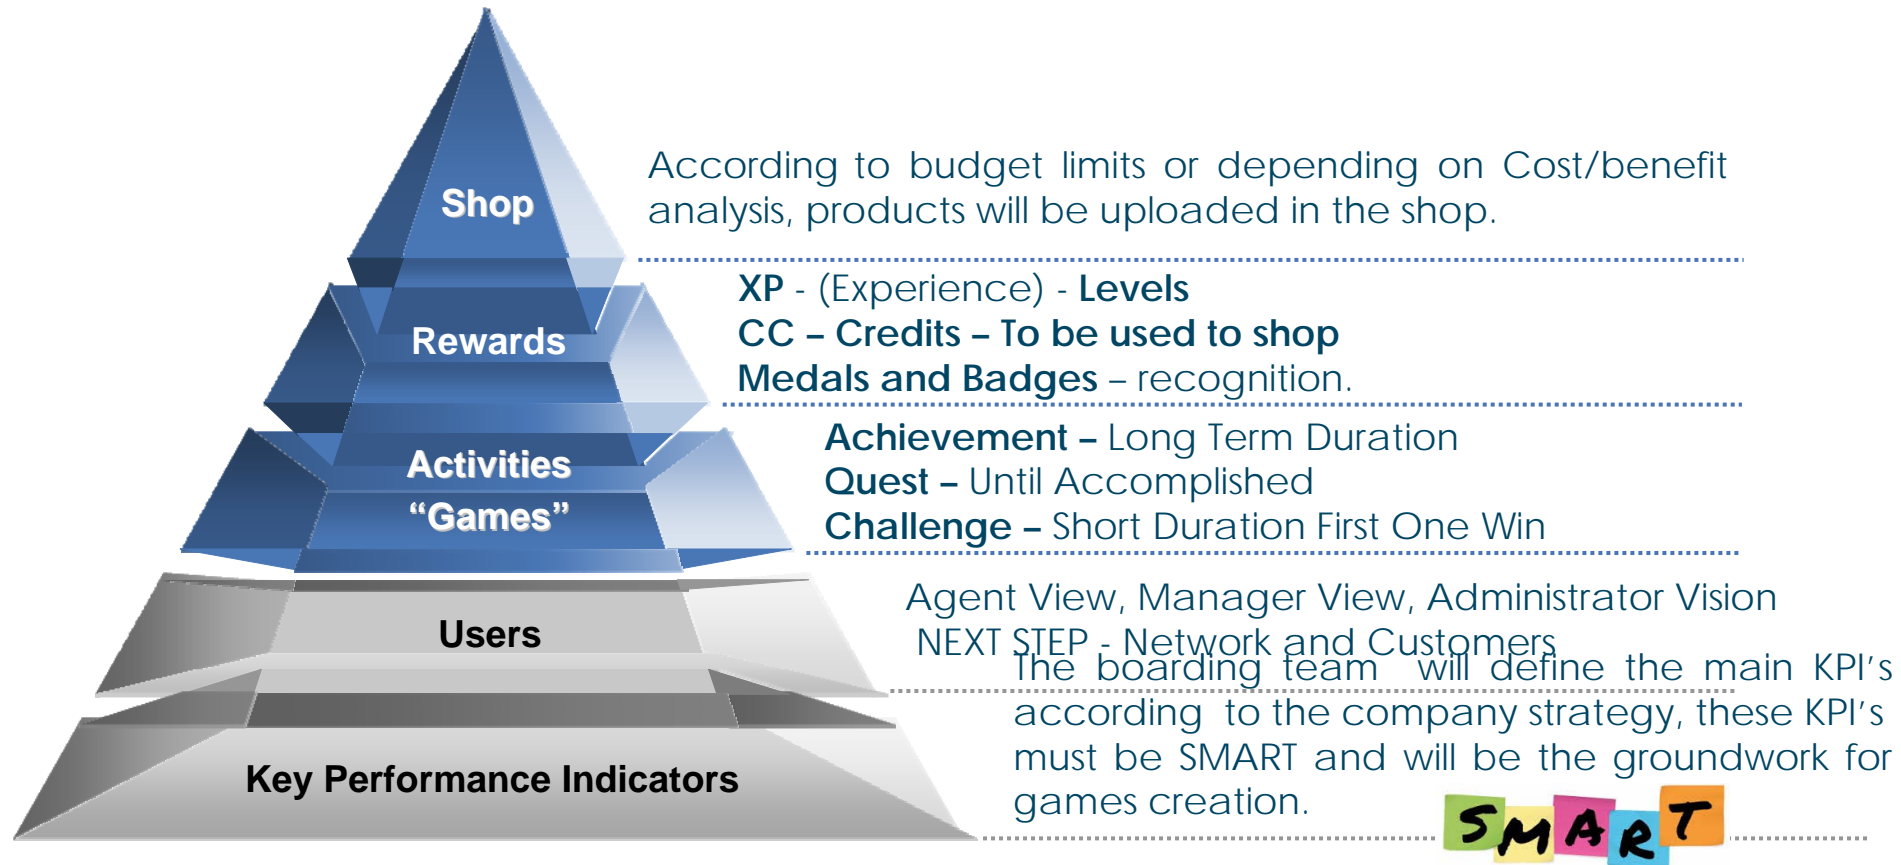 Shop
According to budget limits or depending on Cost/benefit
analysis, products will be uploaded in the shop.
Rewards
XP - (Experience) - Levels
CC – Credits – To be used to shop
Medals and Badges – recognition.
Activities
“Games”
Achievement – Long Term Duration
Quest – Until Accomplished
Challenge – Short Duration First One Win
Users
Agent View, Manager View, Administrator Vision
NEXT STEP - Network and Customers
Key Performance Indicators
The boarding team will define the main KPI's
according to the company strategy, these KPI's
must be SMART and will be the groundwork for
games creation.
SMART